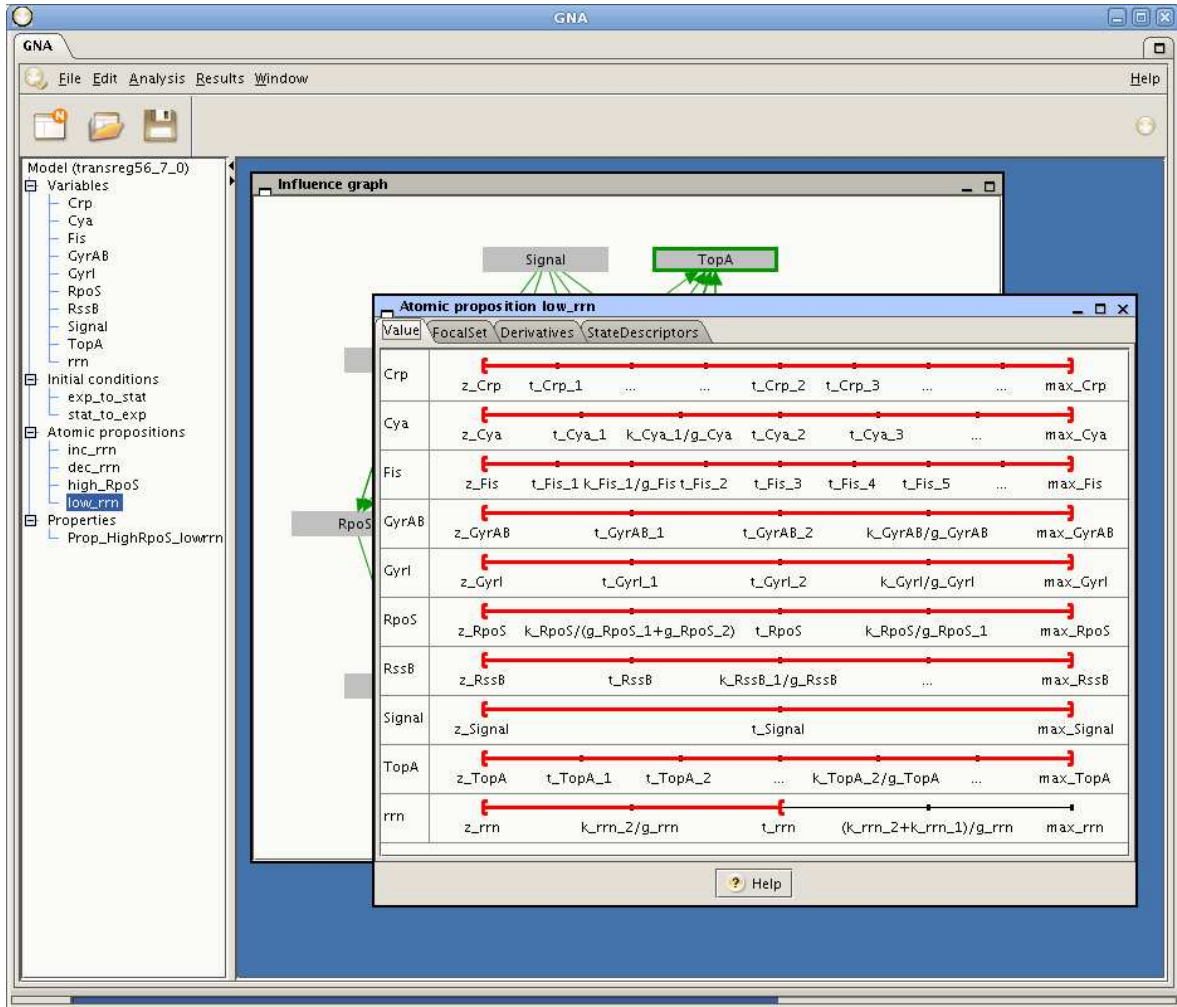 GNA
GNA
File Edit Analysis Results Window Help
N
Model (transreg56_7_0)
Variables
Crp
Cya
Fis
GyrAB
GyrI
RpoS
RssB
Signal
TopA
rrn
Initial conditions
exp_to_stat
stat_to_exp
Atomic propositions
inc_rrn
dec_rrn
high_RpoS
low_rrn
Properties
Prop_HighRpoS_lowrrn
Influence graph
Signal TopA
RpoS
Atomic proposition low_rrn
Value FocalSet Derivatives StateDescriptors
Crp
z_Crp t_Crp_1 ... ... t_Crp_2 t_Crp_3 ... ... max_Crp
Cya
z_Cya t_Cya_1 k_Cya_1/g_Cya t_Cya_2 t_Cya_3 ... max_Cya
Fis
z_Fis t_Fis_1 k_Fis_1/g_Fis t_Fis_2 t_Fis_3 t_Fis_4 t_Fis_5 ... max_Fis
GyrAB
z_GyrAB t_GyrAB_1 t_GyrAB_2 k_GyrAB/g_GyrAB max_GyrAB
GyrI
z_GyrI t_GyrI_1 t_GyrI_2 k_GyrI/g_GyrI max_GyrI
RpoS
z_RpoS k_RpoS/(g_RpoS_1+g_RpoS_2) t_RpoS k_RpoS/g_RpoS_1 max_RpoS
RssB
z_RssB t_RssB k_RssB_1/g_RssB ... max_RssB
Signal
z_Signal t_Signal max_Signal
TopA
z_TopA t_TopA_1 t_TopA_2 ... k_TopA_2/g_TopA ... max_TopA
rrn
z_rrn k_rrn_2/g_rrn t_rrn (k_rrn_2+k_rrn_1)/g_rrn max_rrn
? Help